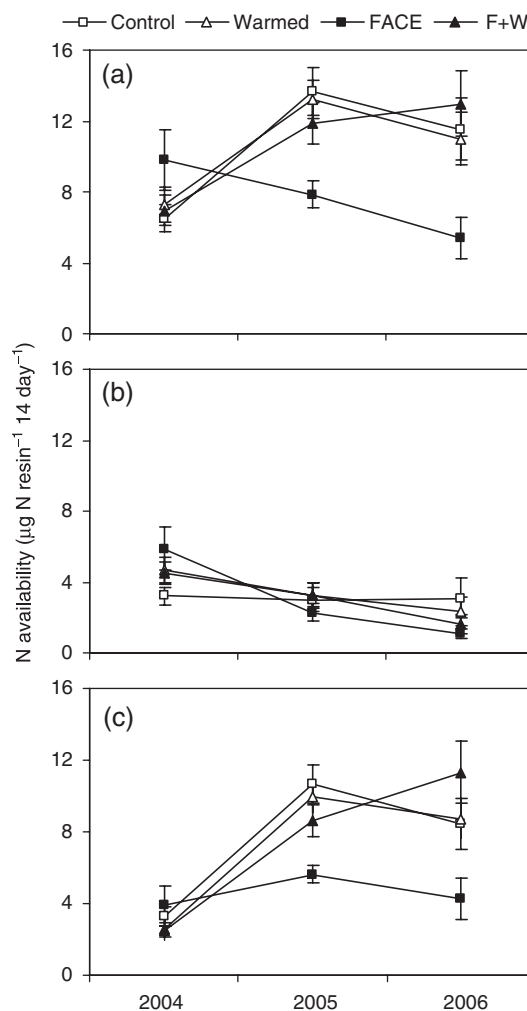 Control Warmed FACE F+W
(a)
16
12
8
4
0
(b)
16
12
8
4
0
(c)
16
12
8
4
0
N availability (µg N resin⁻¹ 14 day⁻¹)
2004 2005 2006